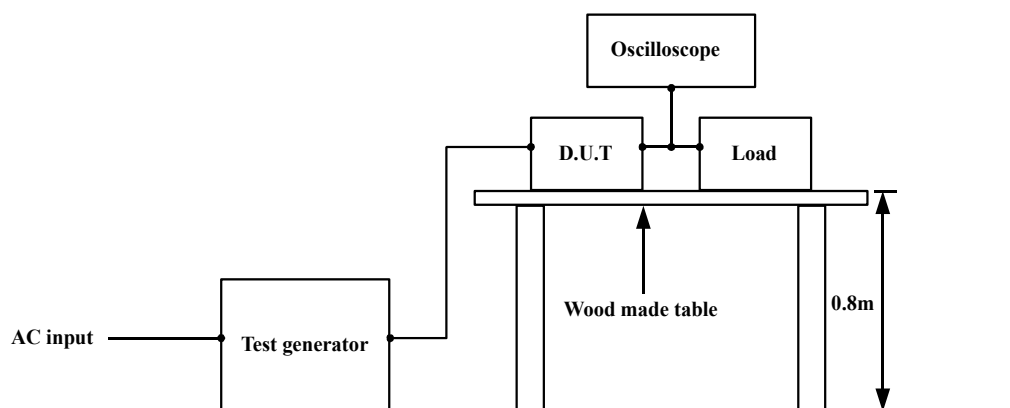 Oscilloscope
D.U.T
Load
Wood made table
0.8m
AC input
Test generator